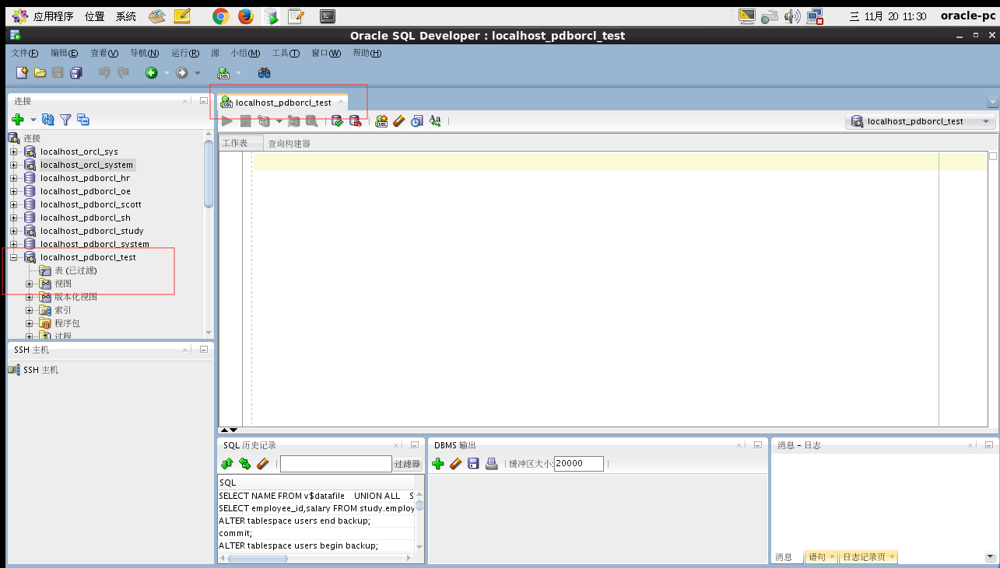 应用程序 位置 系统 三 11月 20 11:30 oracle-pc
Oracle SQL Developer : localhost_pdborcl_test
文件(F) 编辑(E) 查看(V) 导航(N) 运行(R) 源 小组(M) 工具(T) 窗口(W) 帮助(H)
连接
localhost_pdborcl_test
localhost_pdborcl_test
连接
工作表 查询构建器
localhost_orcl_sys
localhost_orcl_system
localhost_pdborcl_hr
localhost_pdborcl_oe
localhost_pdborcl_scott
localhost_pdborcl_sh
localhost_pdborcl_study
localhost_pdborcl_system
localhost_pdborcl_test
表 (已过滤)
视图
版本化视图
索引
程序包
过程
SSH 主机
SSH 主机
SQL 历史记录
过滤器
SQL
SELECT NAME FROM v$datafile UNION ALL S
SELECT employee_id,salary FROM study.employ
ALTER tablespace users end backup;
commit;
ALTER tablespace users begin backup;
DBMS 输出
缓冲区大小: 20000
消息 - 日志
消息 语句 日志记录页